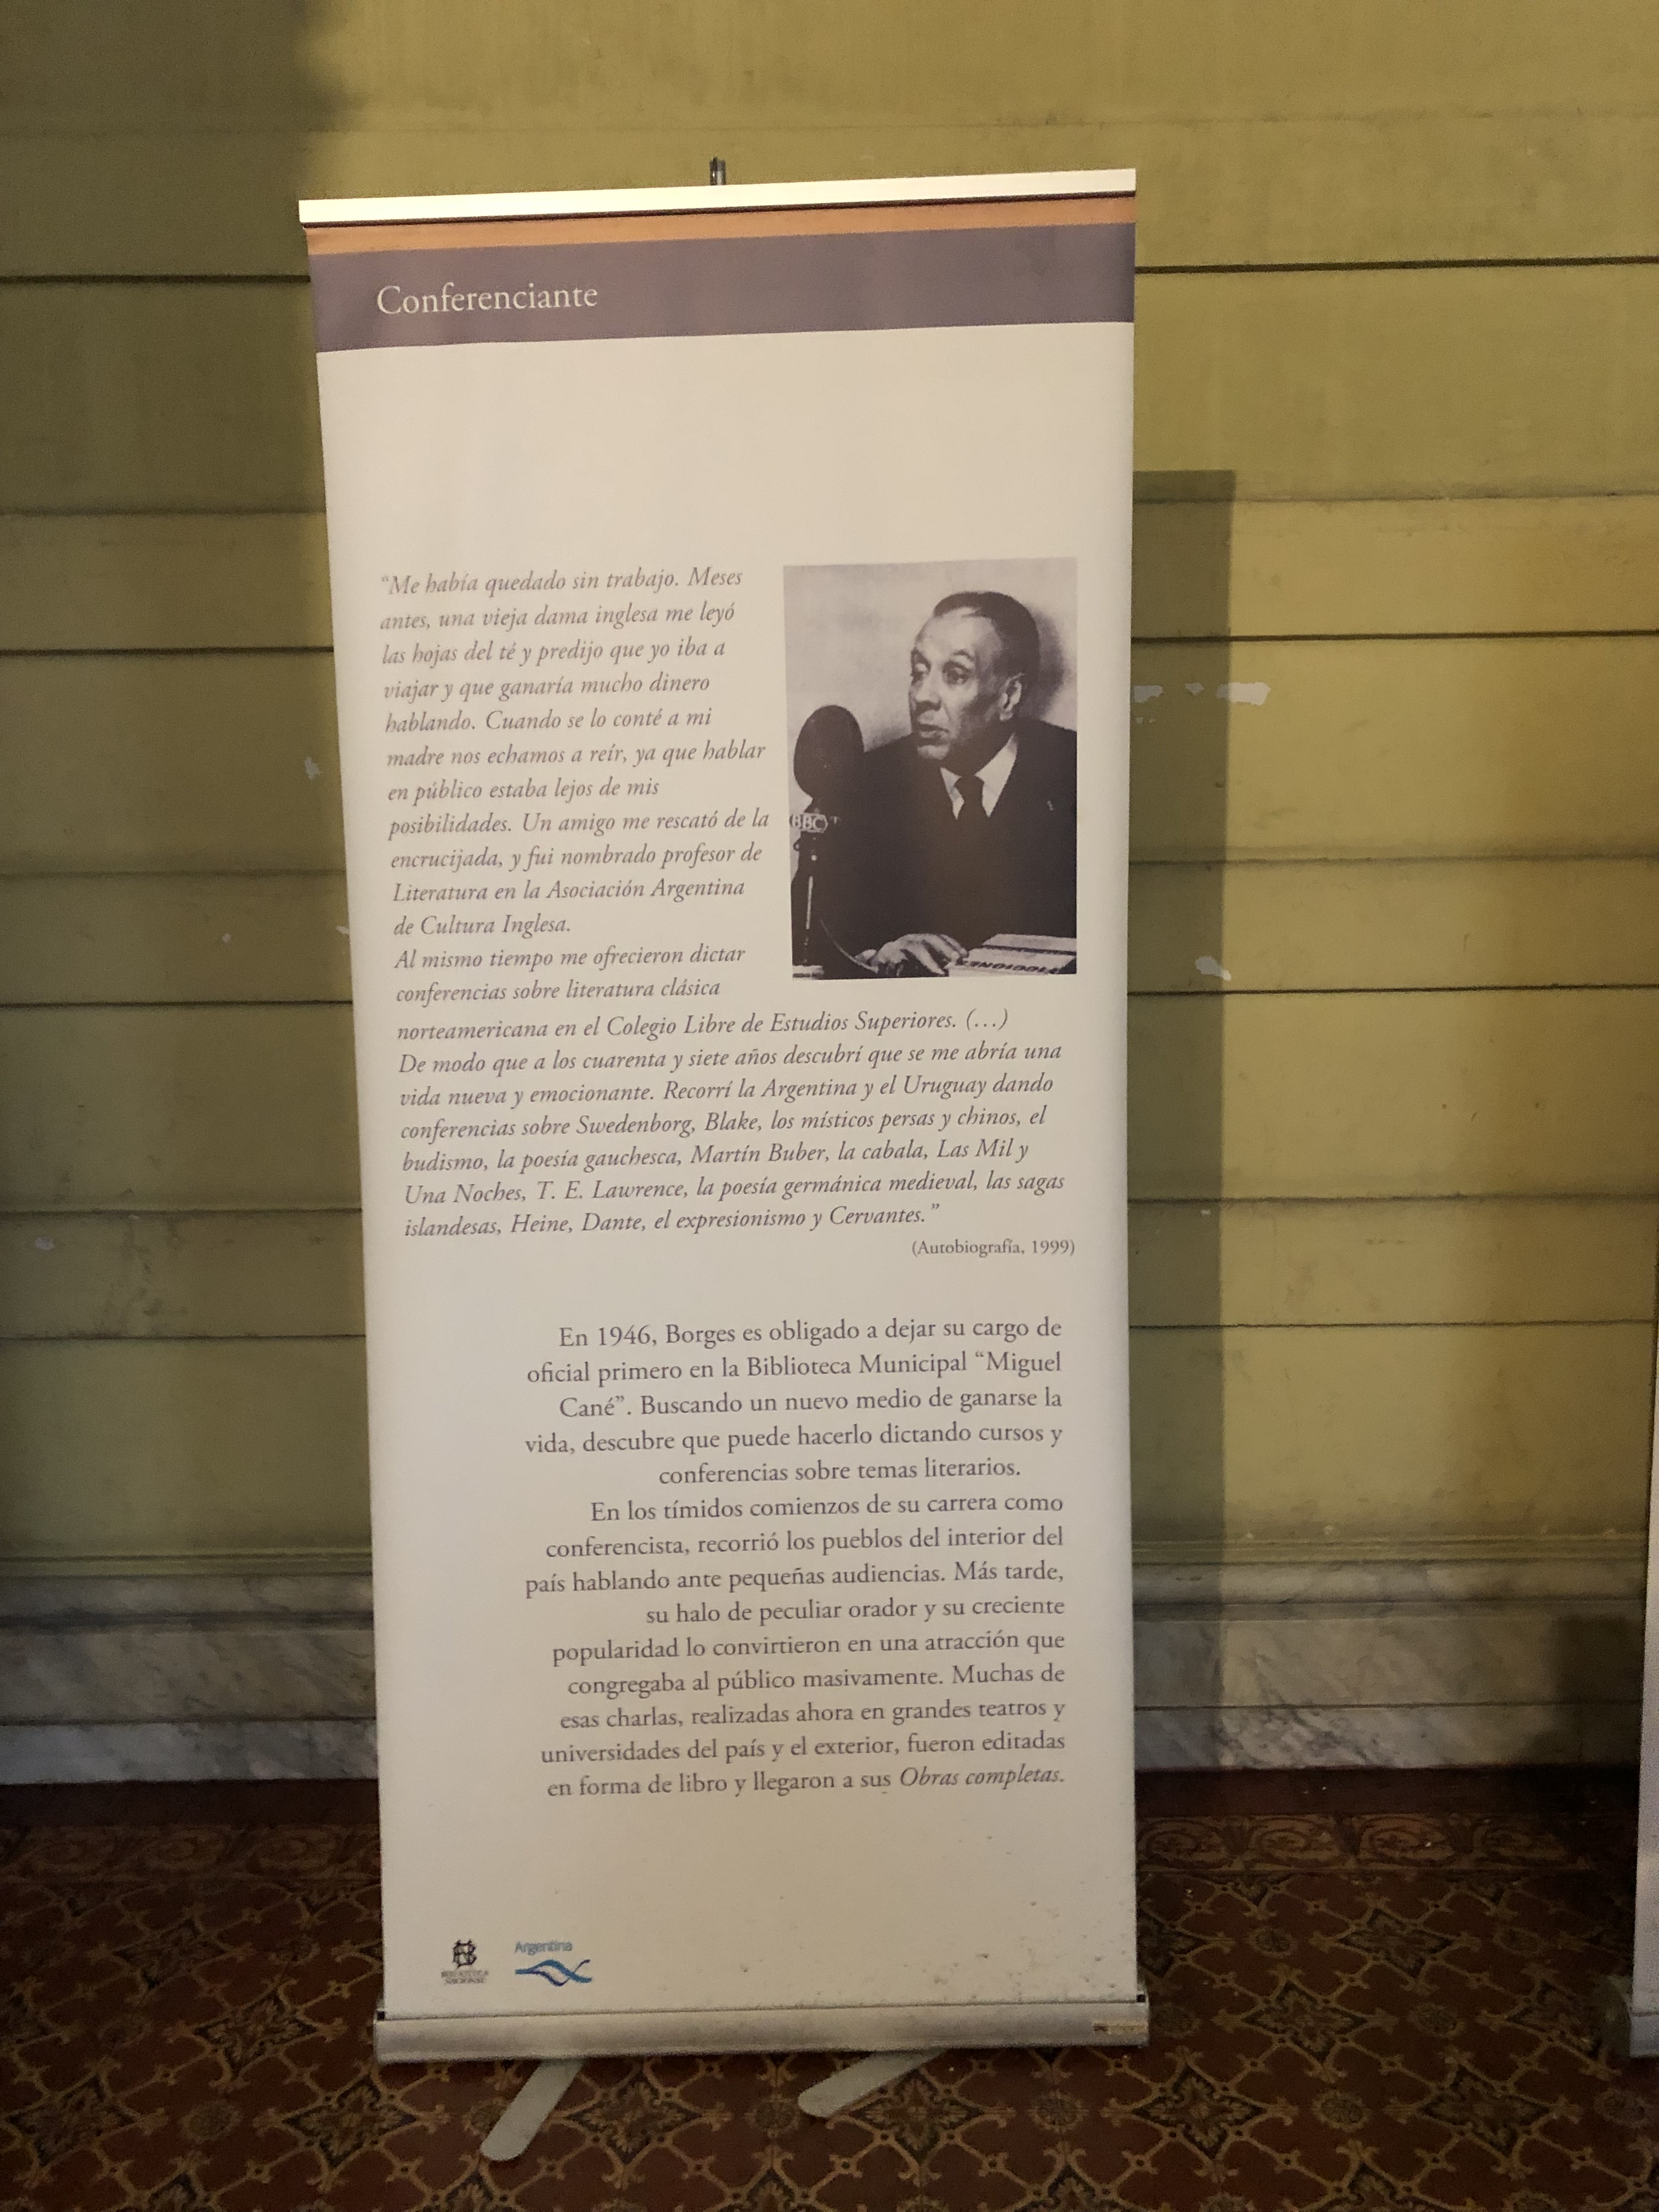 Conferenciante
“Me había quedado sin trabajo. Meses
antes, una vieja dama inglesa me leyó
las hojas del té y predijo que yo iba a
viajar y que ganaría mucho dinero
hablando. Cuando se lo conté a mi
madre nos echamos a reír, ya que hablar
en público estaba lejos de mis
posibilidades. Un amigo me rescató de la
encrucijada, y fui nombrado profesor de
Literatura en la Asociación Argentina
de Cultura Inglesa.
Al mismo tiempo me ofrecieron dictar
conferencias sobre literatura clásica
norteamericana en el Colegio Libre de Estudios Superiores. (…)
De modo que a los cuarenta y siete años descubrí que se me abría una
vida nueva y emocionante. Recorrí la Argentina y el Uruguay dando
conferencias sobre Swedenborg, Blake, los místicos persas y chinos, el
budismo, la poesía gauchesca, Martín Buber, la cabala, Las Mil y
Una Noches, T. E. Lawrence, la poesía germánica medieval, las sagas
islandesas, Heine, Dante, el expresionismo y Cervantes.”
(Autobiografía, 1999)
BBC
En 1946, Borges es obligado a dejar su cargo de
oficial primero en la Biblioteca Municipal “Miguel
Cané”. Buscando un nuevo medio de ganarse la
vida, descubre que puede hacerlo dictando cursos y
conferencias sobre temas literarios.
En los tímidos comienzos de su carrera como
conferencista, recorrió los pueblos del interior del
país hablando ante pequeñas audiencias. Más tarde,
su halo de peculiar orador y su creciente
popularidad lo convirtieron en una atracción que
congregaba al público masivamente. Muchas de
esas charlas, realizadas ahora en grandes teatros y
universidades del país y el exterior, fueron editadas
en forma de libro y llegaron a sus Obras completas.
BIBLIOTECA
NACIONAL
Argentina